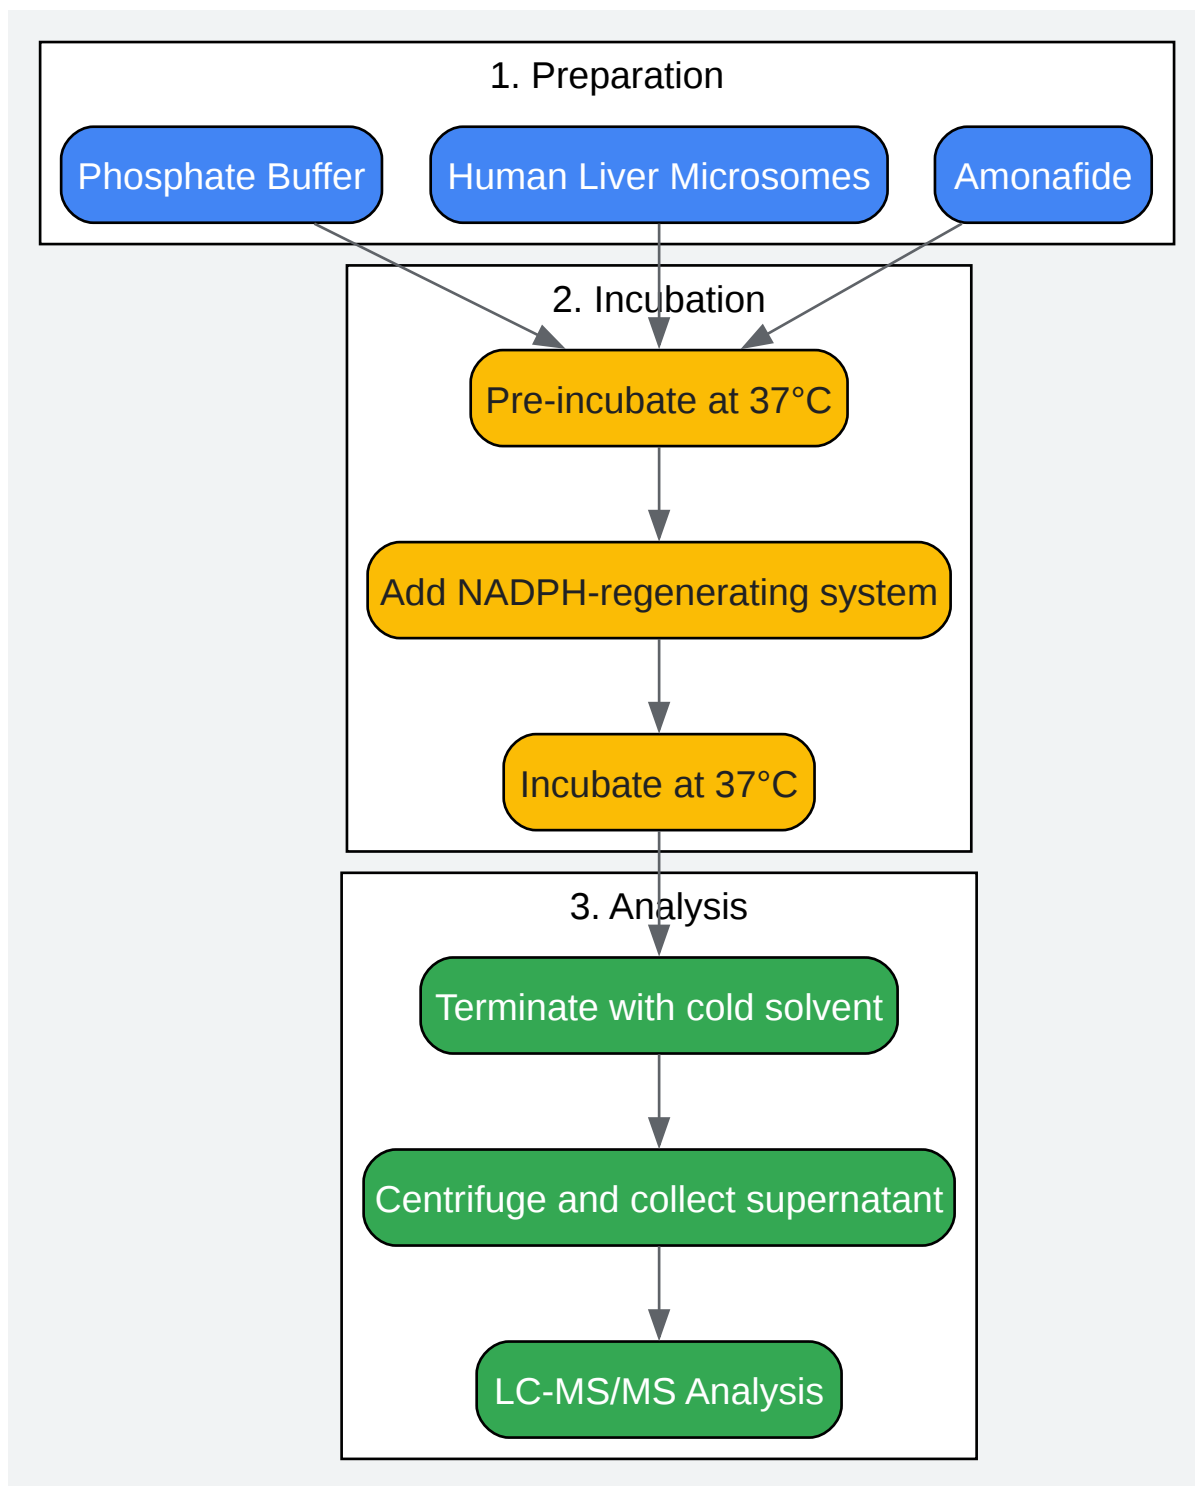 1. Preparation
Phosphate Buffer
Human Liver Microsomes
Amonafide
2. Incubation
Pre-incubate at 37°C
Add NADPH-regenerating system
Incubate at 37°C
3. Analysis
Terminate with cold solvent
Centrifuge and collect supernatant
LC-MS/MS Analysis